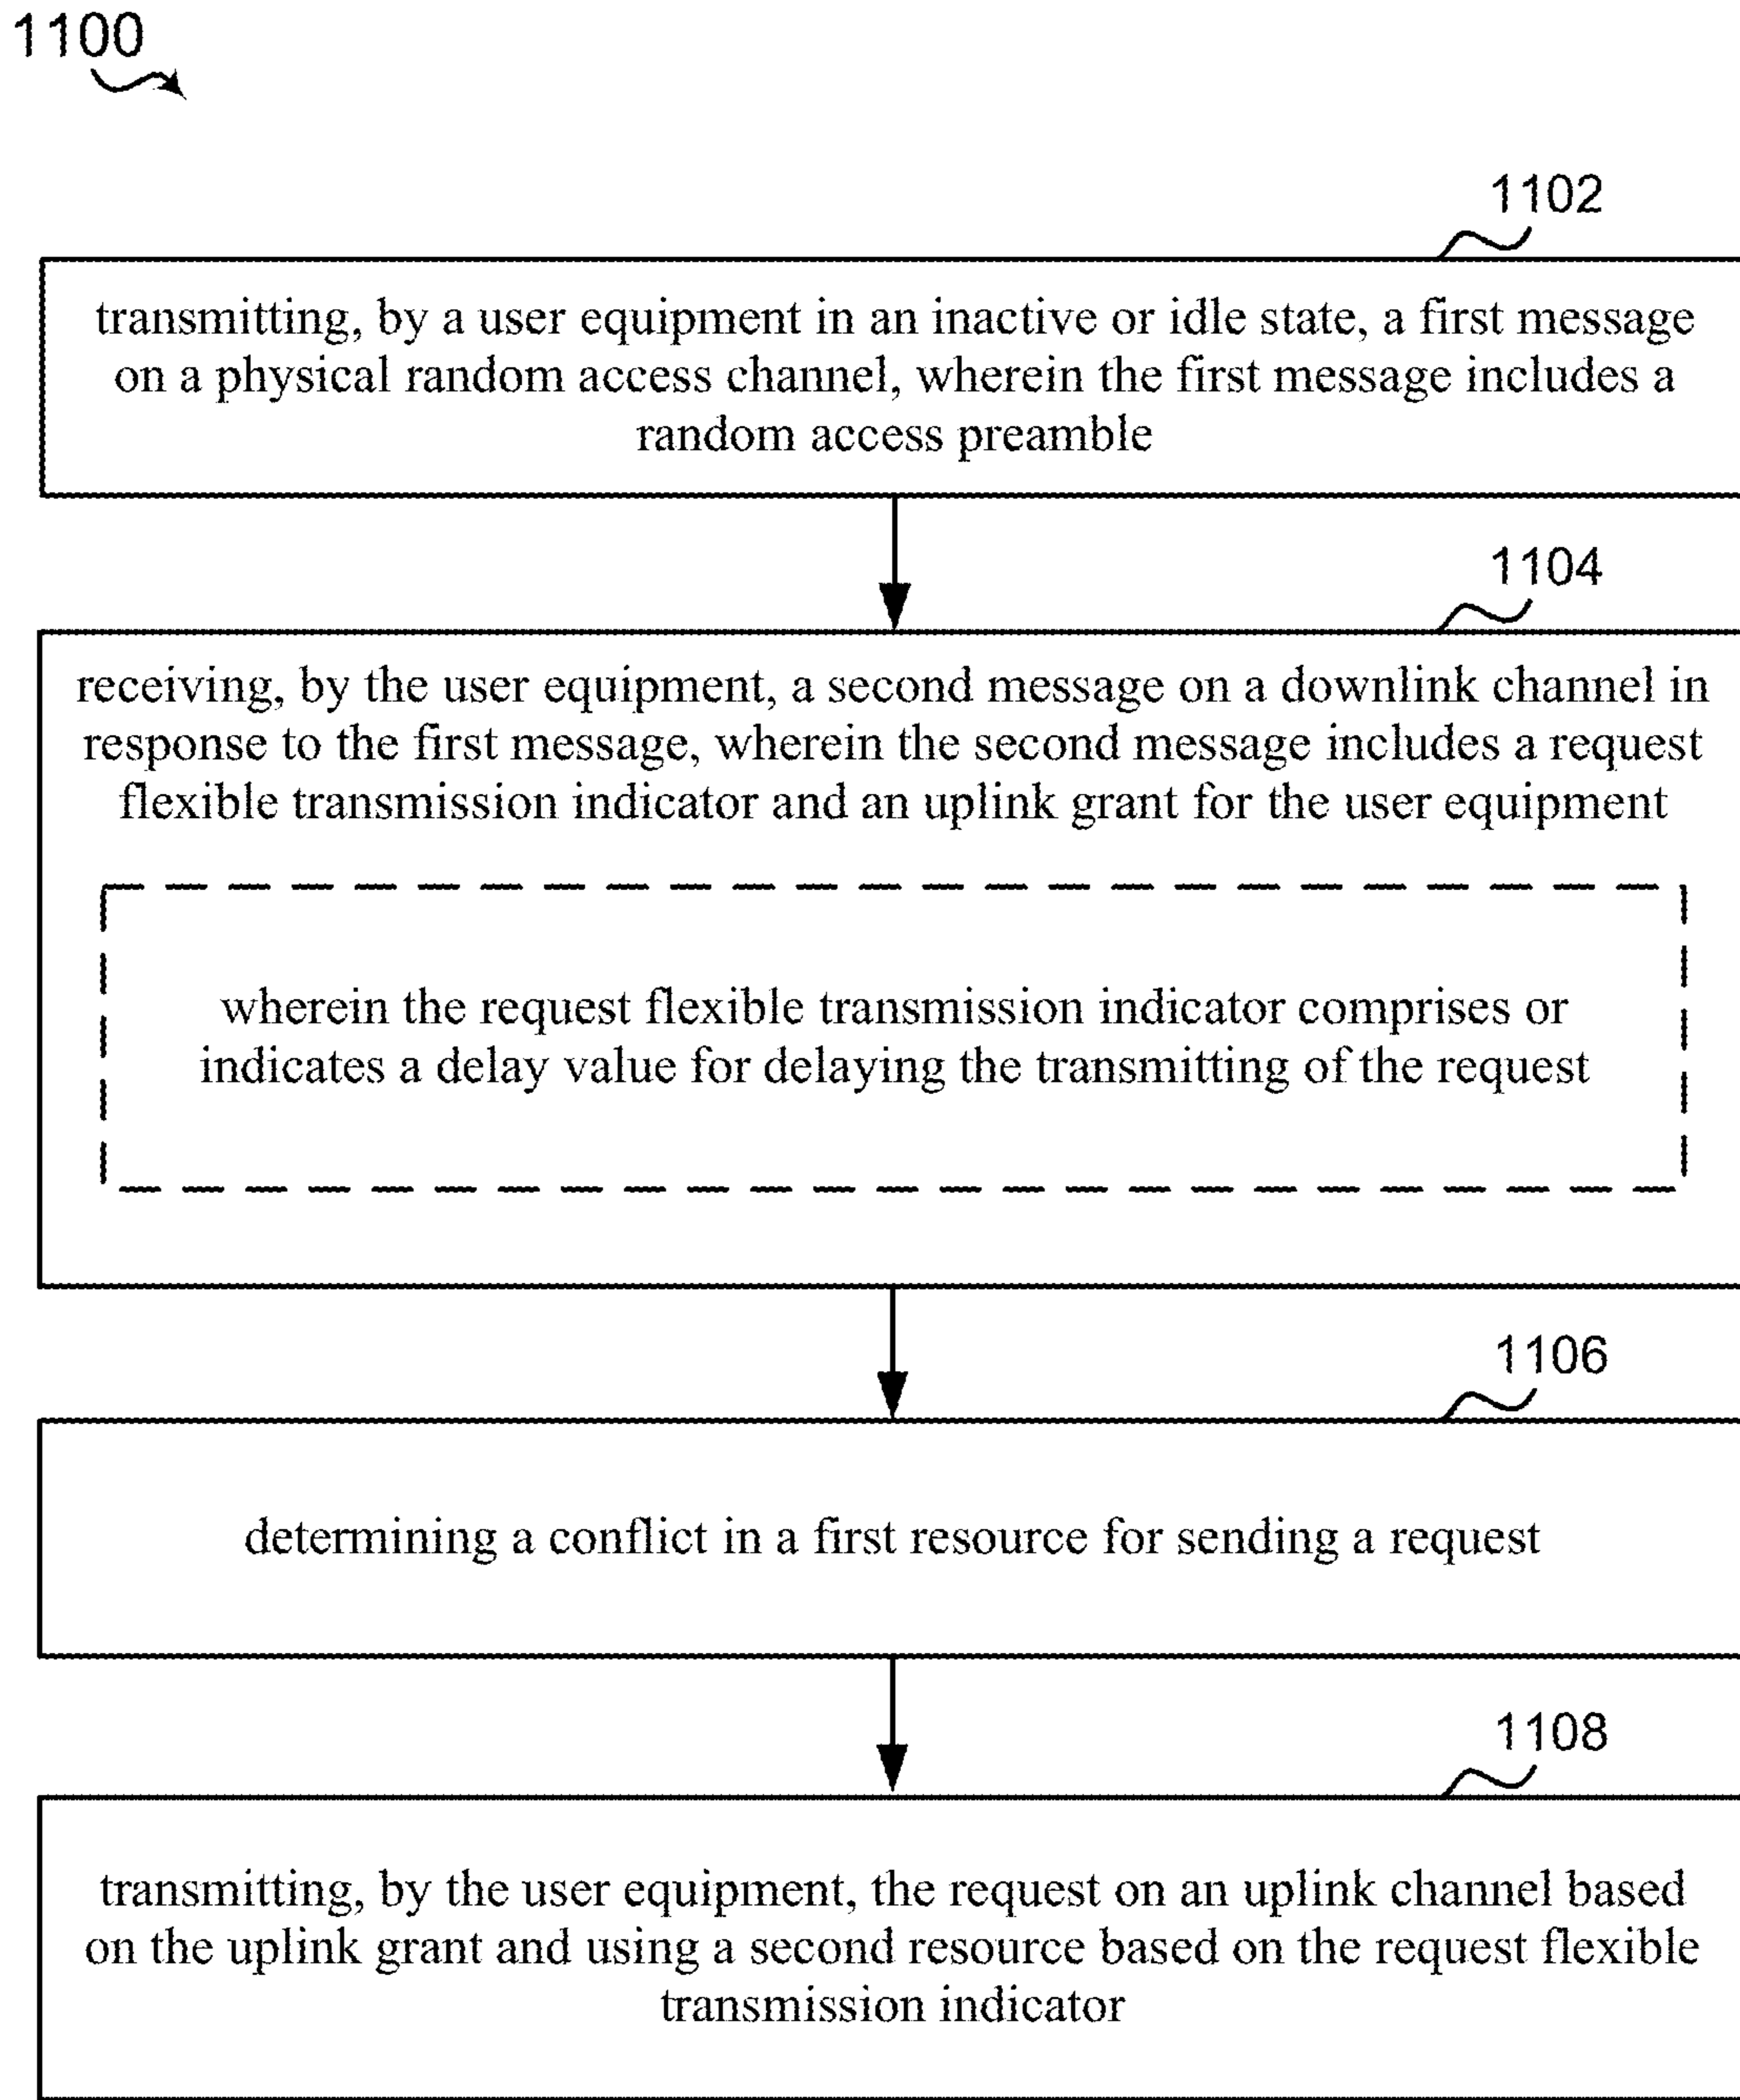 1100
1102
transmitting, by a user equipment in an inactive or idle state, a first message
on a physical random access channel, wherein the first message includes a
random access preamble
1104
receiving, by the user equipment, a second message on a downlink channel in
response to the first message, wherein the second message includes a request
flexible transmission indicator and an uplink grant for the user equipment
wherein the request flexible transmission indicator comprises or
indicates a delay value for delaying the transmitting of the request
1106
determining a conflict in a first resource for sending a request
1108
transmitting, by the user equipment, the request on an uplink channel based
on the uplink grant and using a second resource based on the request flexible
transmission indicator